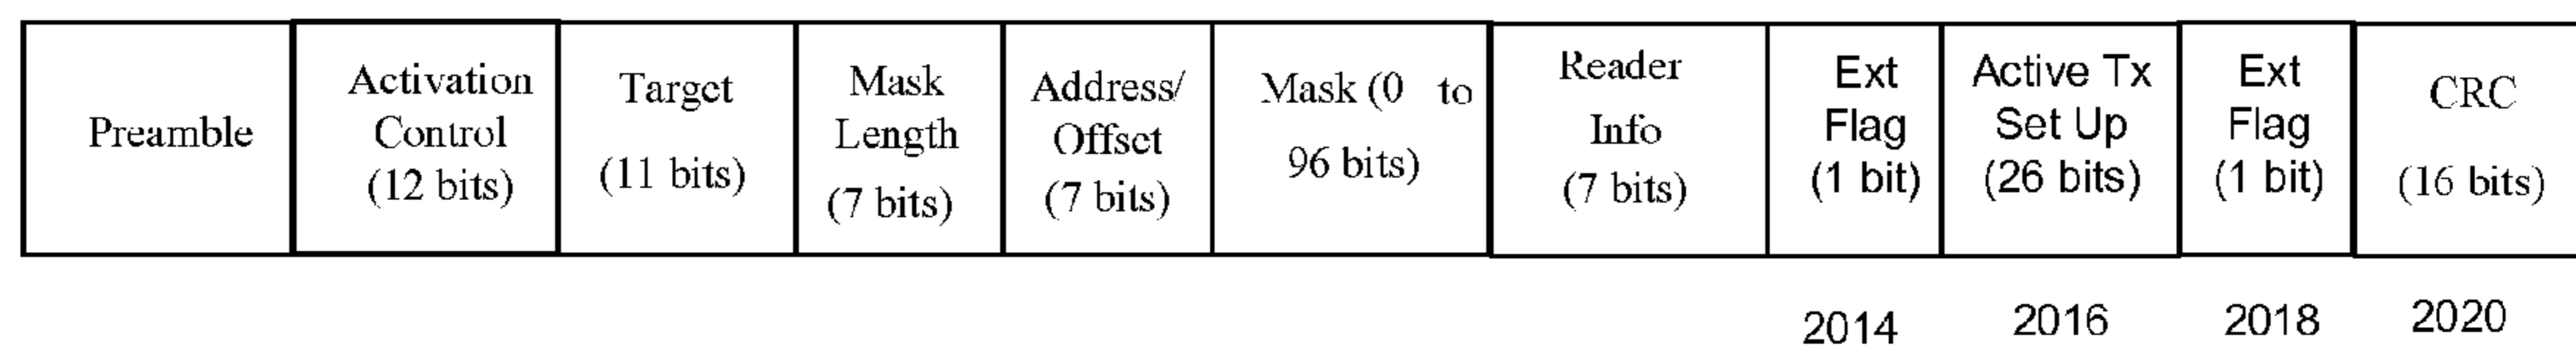 Preamble
Activation
Control
(12 bits)
Target
(11 bits)
Mask
Length
(7 bits)
Address/
Offset
(7 bits)
Mask (0 to
96 bits)
Reader
Info
(7 bits)
Ext
Flag
(1 bit)
Active Tx
Set Up
(26 bits)
Ext
Flag
(1 bit)
CRC
(16 bits)
2014
2016
2018
2020